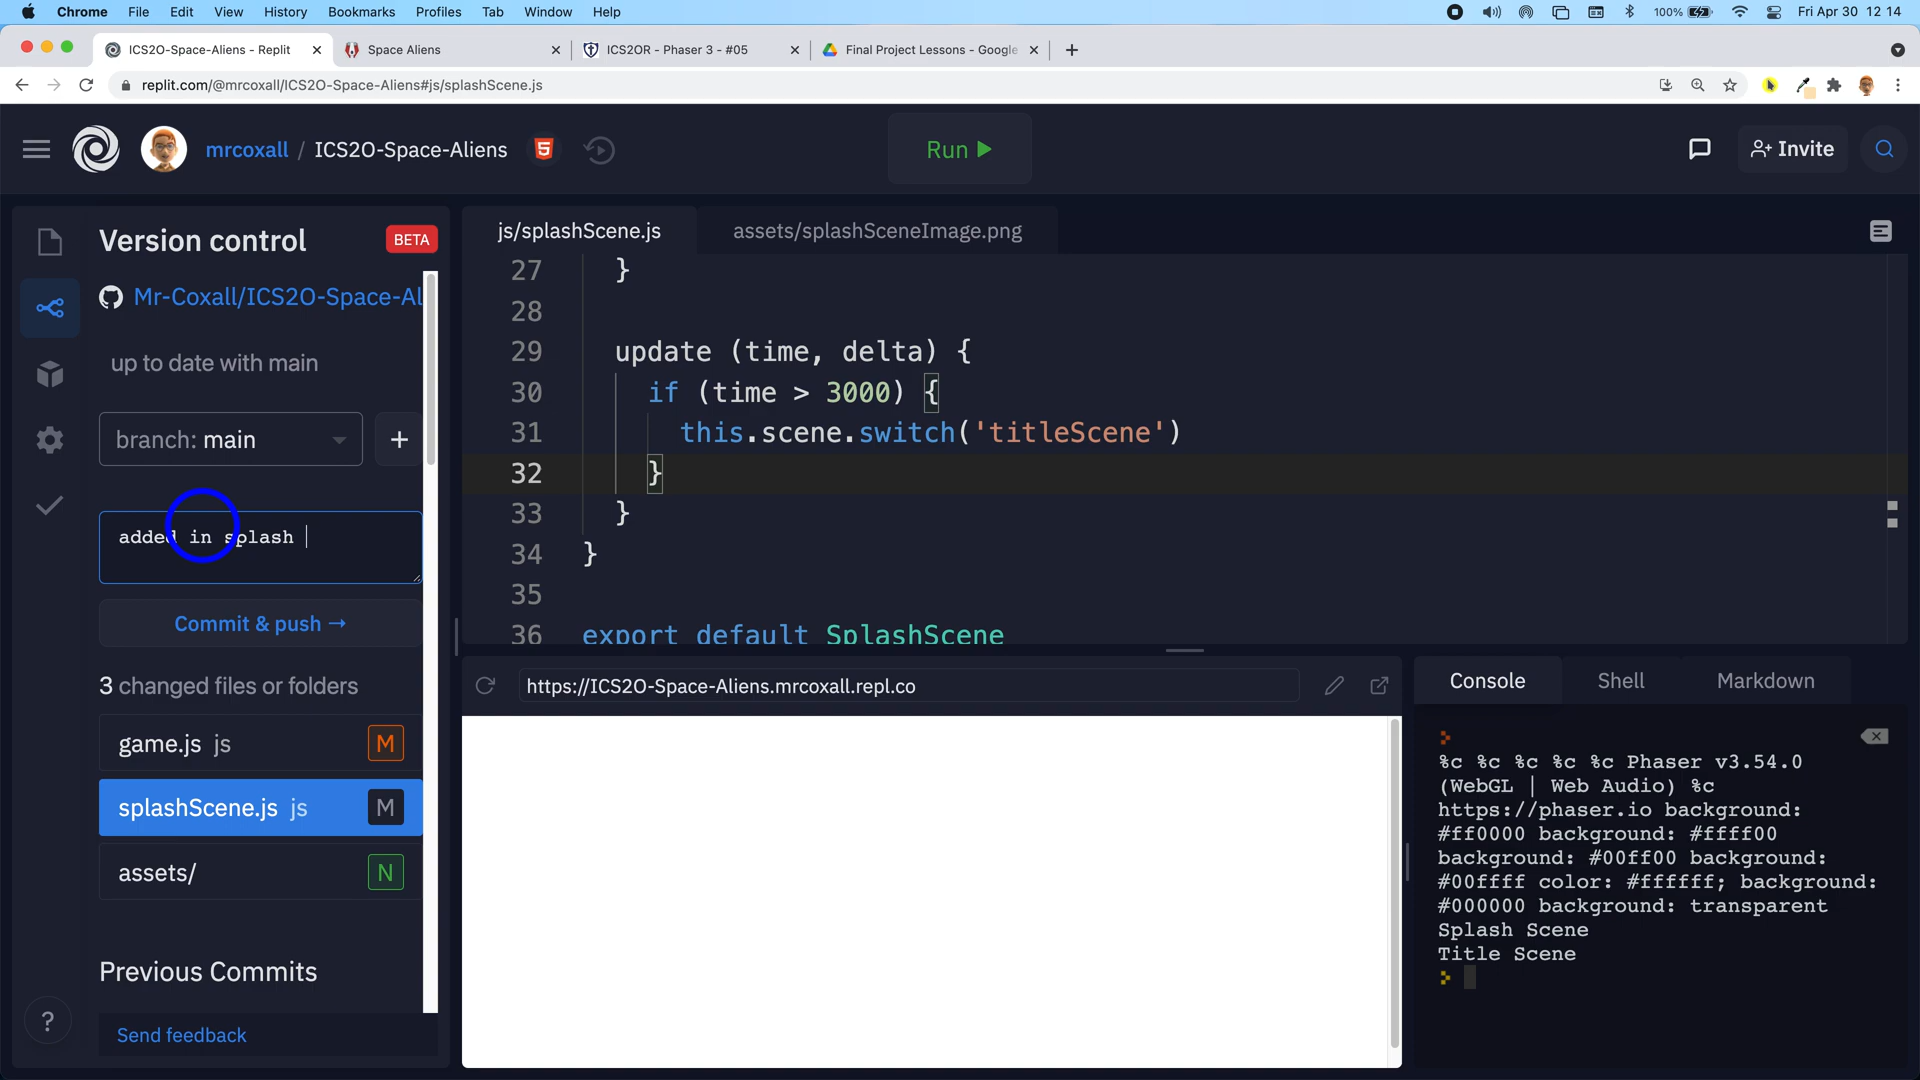 Chrome File Edit View History Bookmarks Profiles Tab Window Help 100% Fri Apr 30 12 14
ICS2O-Space-Aliens - Replit Space Aliens ICS2OR - Phaser 3 - #05 Final Project Lessons - Google
replit.com/@mrcoxall/ICS2O-Space-Aliens#js/splashScene.js
mrcoxall / ICS2O-Space-Aliens Run Invite
Version control BETA
Mr-Coxall/ICS2O-Space-Al
up to date with main
branch: main +
added in splash
Commit & push →
3 changed files or folders
game.js js M
splashScene.js js M
assets/ N
Previous Commits
Send feedback
?
js/splashScene.js assets/splashSceneImage.png
27 }
28
29 update (time, delta) {
30 if (time > 3000) {
31 this.scene.switch('titleScene')
32 }
33 }
34 }
35
36 export default SplashScene
https://ICS2O-Space-Aliens.mrcoxall.repl.co
Console Shell Markdown
%c %c %c %c %c Phaser v3.54.0
(WebGL | Web Audio) %c
https://phaser.io background:
#ff0000 background: #ffff00
background: #00ff00 background:
#00ffff color: #ffffff; background:
#000000 background: transparent
Splash Scene
Title Scene